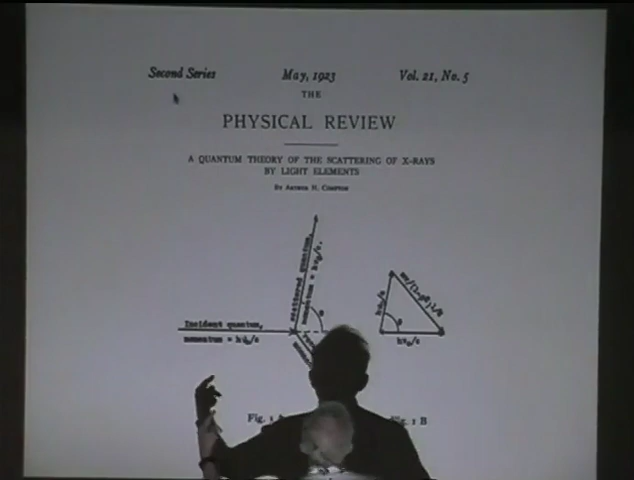 Second Series May, 1923 Vol. 21, No. 5
THE
PHYSICAL REVIEW
A QUANTUM THEORY OF THE SCATTERING OF X-RAYS
BY LIGHT ELEMENTS
By Arthur H. Compton
scattered quantum,
momentum =
Incident quantum,
momentum = hν₀/c
θ
θ
hν₀/c
Fig. 1
Fig. 1 B